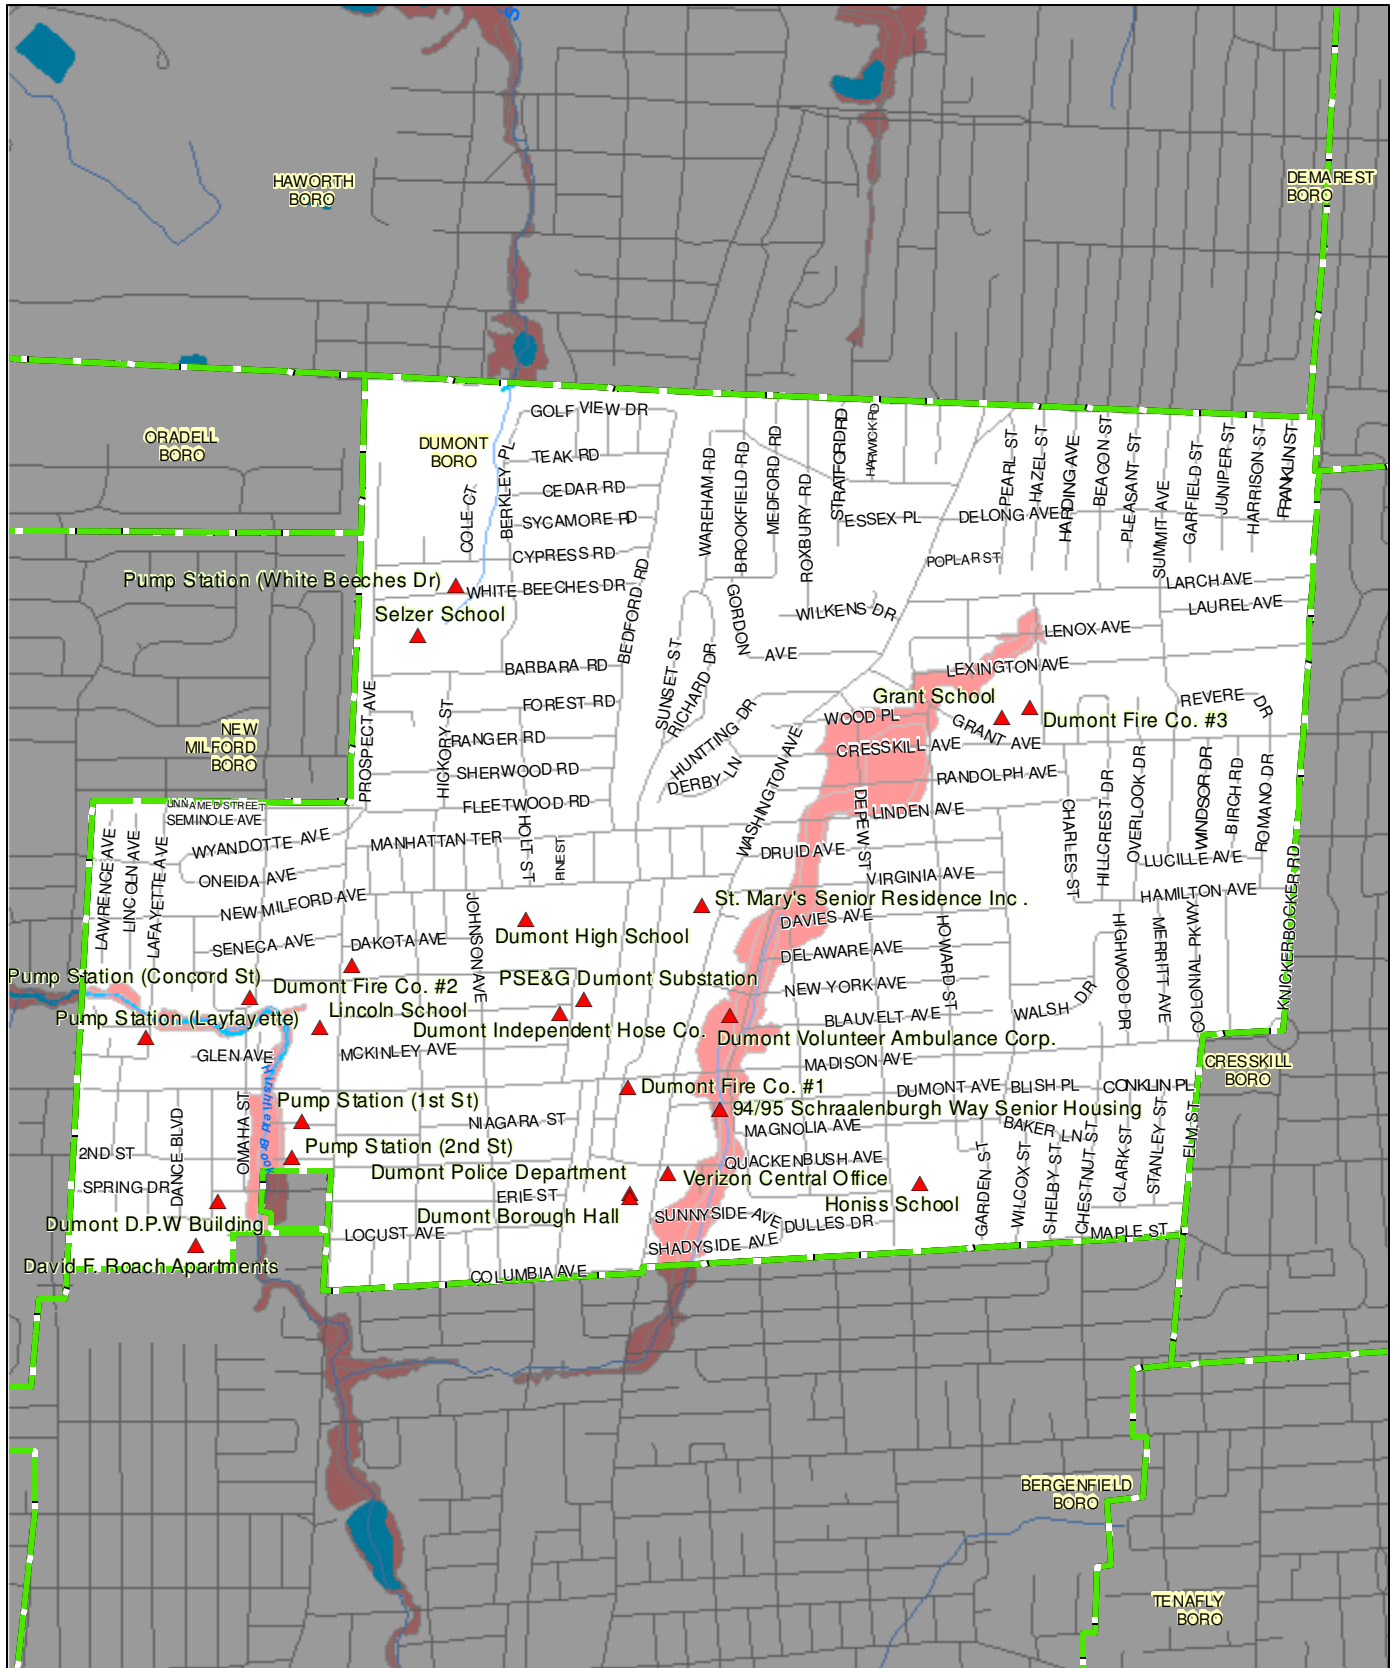 S
HAWORTH
BORO
DEMAREST
BORO
ORADELL
BORO
DUMONT
BORO
GOLF VIEW DR
TEAK RD
CEDAR RD
SYCAMORE RD
CYPRESS RD
WHITE BEECHES DR
COLE CT
BERKLEY PL
BEDFORD RD
WAREHAM RD
BROOKFIELD RD
MEDFORD RD
ROXBURY RD
STRATFORD RD
HARWICK RD
ESSEX PL
DELONG AVE
PEARL ST
HAZEL ST
HARDING AVE
BEACON ST
PLEASANT ST
SUMMIT AVE
GARFIELD ST
JUNIPER ST
HARRISON ST
FRANKLIN ST
POPLAR ST
LARCH AVE
LAUREL AVE
Pump Station (White Beeches Dr)
Selzer School
GORDON
AVE
WILKENS DR
LENOX AVE
LEXINGTON AVE
BARBARA RD
FOREST RD
RANGER RD
SHERWOOD RD
FLEETWOOD RD
PROSPECT AVE
HICKORY ST
SUNSET ST
RICHARD DR
HUNTTING DR
DERBY LN
WASHINGTON AVE
Grant School
Dumont Fire Co. #3
WOOD PL
GRANT AVE
CRESSKILL AVE
RANDOLPH AVE
LINDEN AVE
DEPEW ST
REVERE DR
NEW
MILFORD
BORO
UNNAMED STREET
SEMINOLE AVE
WYANDOTTE AVE
ONEIDA AVE
NEW MILFORD AVE
SENECA AVE
LAWRENCE AVE
LINCOLN AVE
LAFAYETTE AVE
MANHATTAN TER
HOLT ST
PINE ST
JOHNSON AVE
DAKOTA AVE
DRUID AVE
VIRGINIA AVE
CHARLES ST
HILLCREST DR
OVERLOOK DR
WINDSOR DR
BIRCH RD
ROMANO DR
LUCILLE AVE
HAMILTON AVE
KNICKERBOCKER RD
St. Mary's Senior Residence Inc .
Dumont High School
DAVIES AVE
DELAWARE AVE
NEW YORK AVE
BLAUVELT AVE
HOWARD ST
WALSH DR
HIGHWOOD DR
MERRITT AVE
COLONIAL PKWY
Pump Station (Concord St)
Dumont Fire Co. #2
PSE&G Dumont Substation
Lincoln School
Pump Station (Layfayette)
Dumont Independent Hose Co.
Dumont Volunteer Ambulance Corp.
GLEN AVE
MCKINLEY AVE
MADISON AVE
CRESSKILL
BORO
Hirshfeld Brook
Dumont Fire Co. #1
DUMONT AVE
BLISH PL
CONKLIN PL
Pump Station (1st St)
94/95 Schraalenburgh Way Senior Housing
NIAGARA ST
MAGNOLIA AVE
BAKER LN
OMAHA ST
DANCE BLVD
2ND ST
SPRING DR
Pump Station (2nd St)
QUACKENBUSH AVE
Dumont Police Department
Verizon Central Office
Honiss School
ERIE ST
Dumont Borough Hall
SUNNYSIDE AVE
DULLES DR
GARDEN ST
WILCOX ST
SHELBY ST
CHESTNUT ST
CLARK ST
STANLEY ST
ELM ST
MAPLE ST
Dumont D.P.W Building
LOCUST AVE
SHADYSIDE AVE
David F. Roach Apartments
COLUMBIA AVE
BERGENFIELD
BORO
TENAFLY
BORO